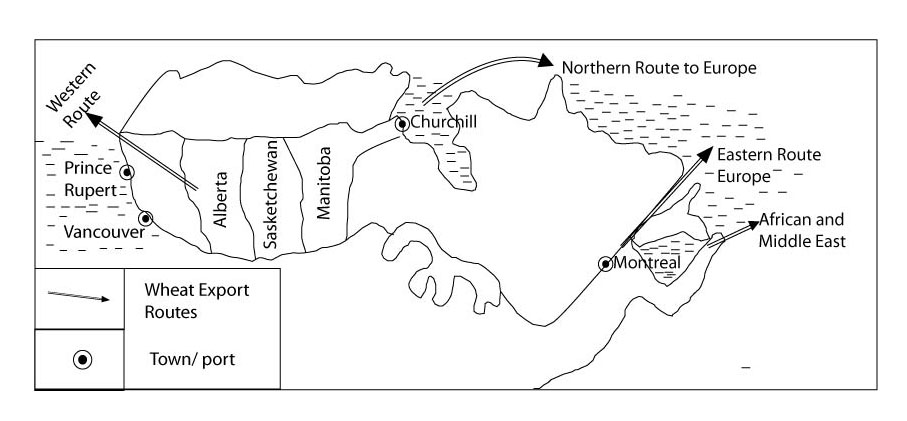 Western
Route
Northern Route to Europe
Churchill
Prince
Rupert
Vancouver
Alberta
Sasketchewan
Manitoba
Eastern Route
Europe
African and
Middle East
Montreal
Wheat Export
Routes
Town/ port